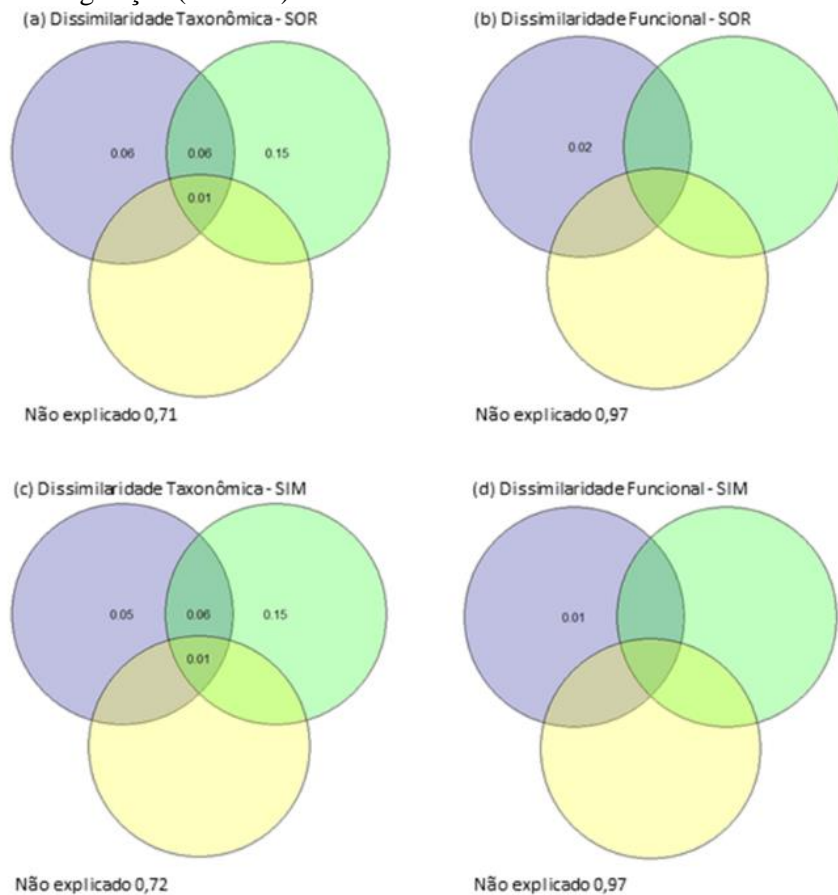 (a) Dissimilaridade Taxonômica - SOR
(b) Dissimilaridade Funcional - SOR
0.06 0.06 0.15
0.01
0.02
Não explicado 0,71
Não explicado 0,97
(c) Dissimilaridade Taxonômica - SIM
(d) Dissimilaridade Funcional - SIM
0.05 0.06 0.15
0.01
0.01
Não explicado 0,72
Não explicado 0,97